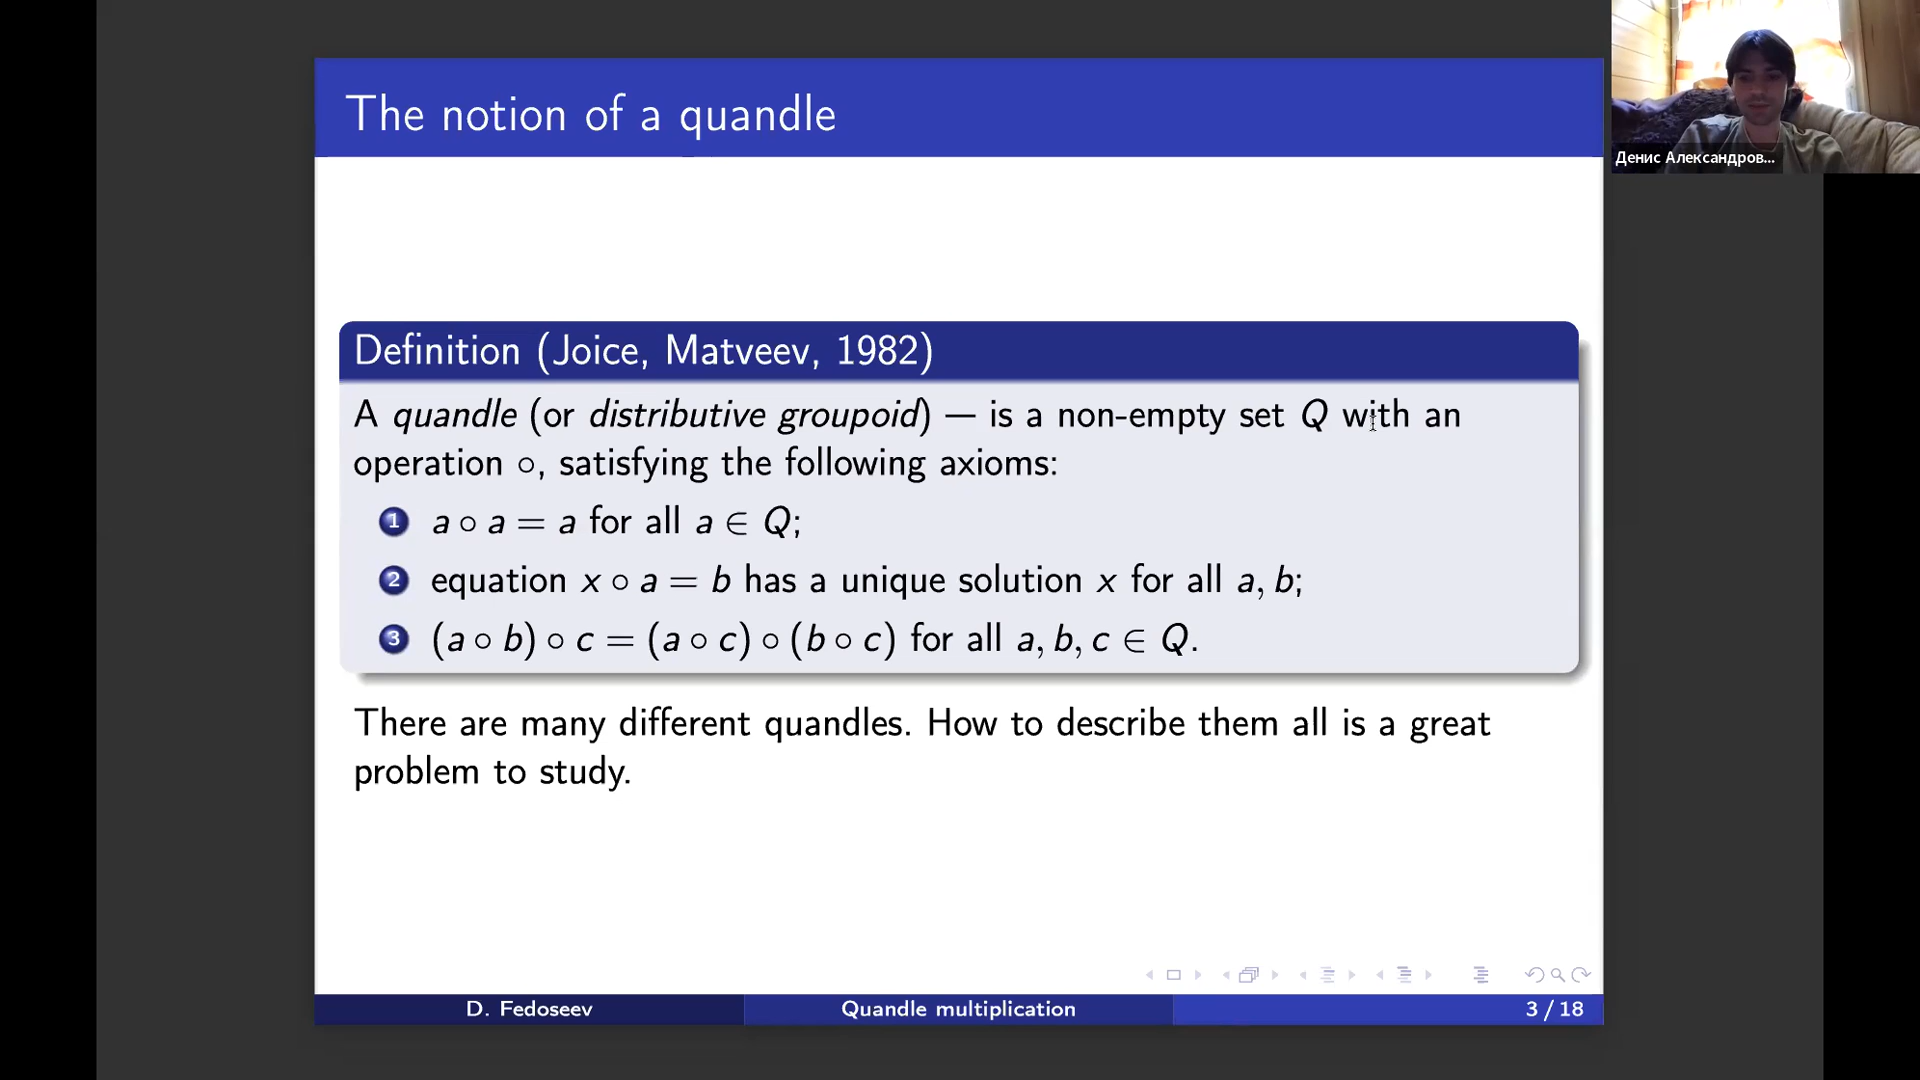 The notion of a quandle
Денис Александров...
Definition (Joice, Matveev, 1982)
A quandle (or distributive groupoid) — is a non-empty set Q with an
operation ∘, satisfying the following axioms:
1 a ∘ a = a for all a ∈ Q;
2 equation x ∘ a = b has a unique solution x for all a, b;
3 (a ∘ b) ∘ c = (a ∘ c) ∘ (b ∘ c) for all a, b, c ∈ Q.
There are many different quandles. How to describe them all is a great
problem to study.
D. Fedoseev
Quandle multiplication
3 / 18